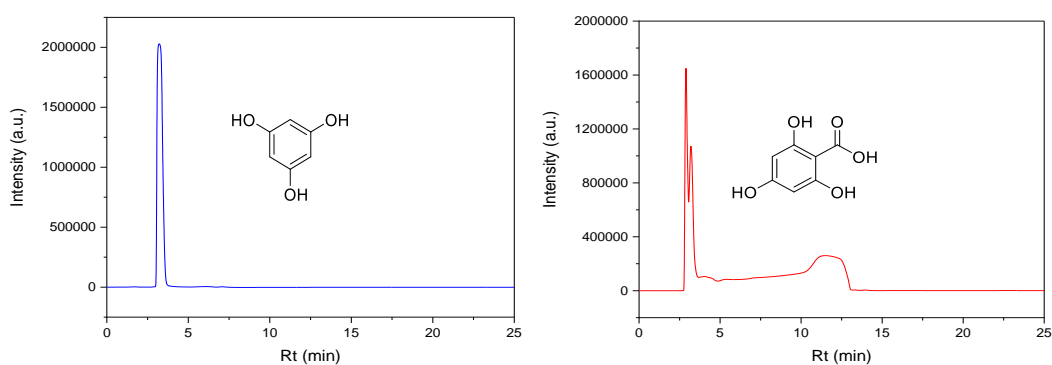 2000000
1500000
1000000
500000
0
Intensity (a.u.)
HO OH
OH
0 5 10 15 20 25
Rt (min)
2000000
1600000
1200000
800000
400000
0
Intensity (a.u.)
OH O
OH
HO OH
0 5 10 15 20 25
Rt (min)